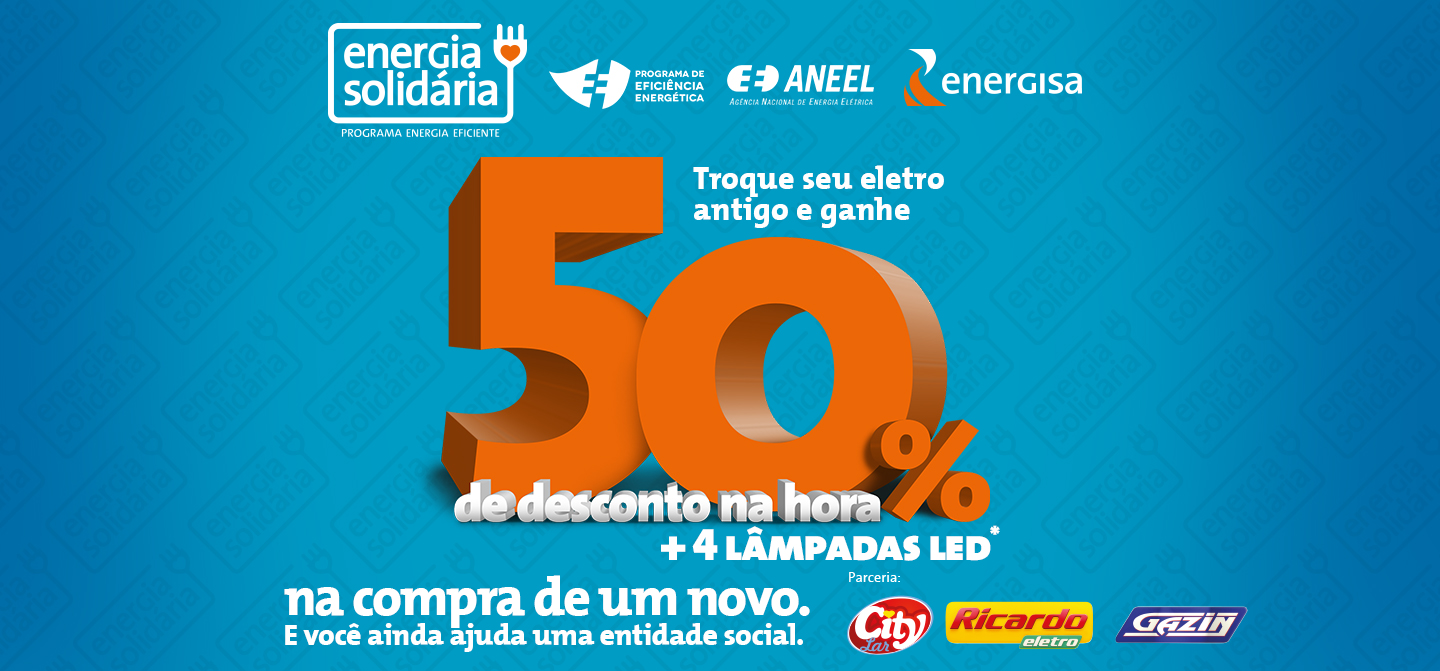 energia
solidária
PROGRAMA ENERGIA EFICIENTE
PROGRAMA DE
EFICIÊNCIA
ENERGÉTICA
ANEEL
AGÊNCIA NACIONAL DE ENERGIA ELÉTRICA
energisa
Troque seu eletro
antigo e ganhe
50%
de desconto na hora
+ 4 LÂMPADAS LED*
na compra de um novo.
E você ainda ajuda uma entidade social.
Parceria:
City
Lar
Ricardo
eletro
GAZIN